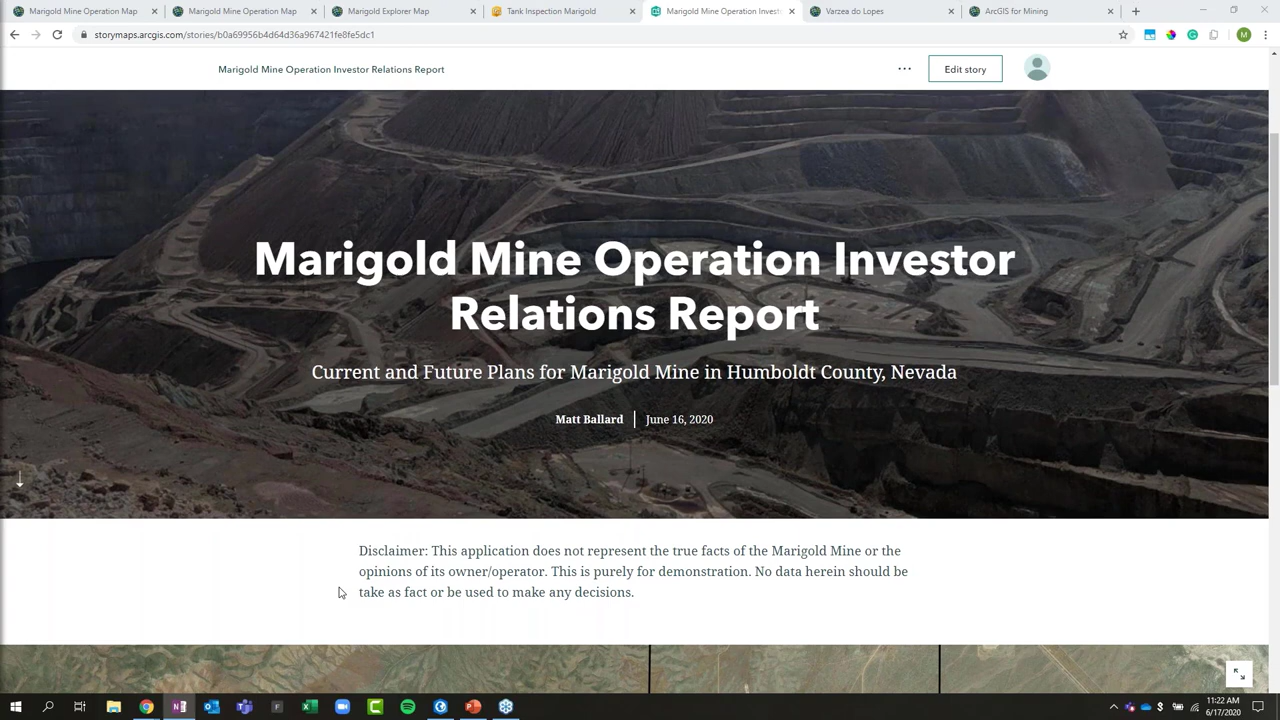 Marigold Mine Operation Map
Marigold Mine Operation Map
Marigold Explorer Map
Tank Inspection Marigold
Marigold Mine Operation Invest
Varzea do Lopes
ArcGIS for Mining
storymaps.arcgis.com/stories/b0a69956b4d64d36a967421fe8fe5dc1
M
Marigold Mine Operation Investor Relations Report
Edit story
Marigold Mine Operation Investor
Relations Report
Current and Future Plans for Marigold Mine in Humboldt County, Nevada
Matt Ballard | June 16, 2020
Disclaimer: This application does not represent the true facts of the Marigold Mine or the
opinions of its owner/operator. This is purely for demonstration. No data herein should be
take as fact or be used to make any decisions.
11:22 AM
6/17/2020